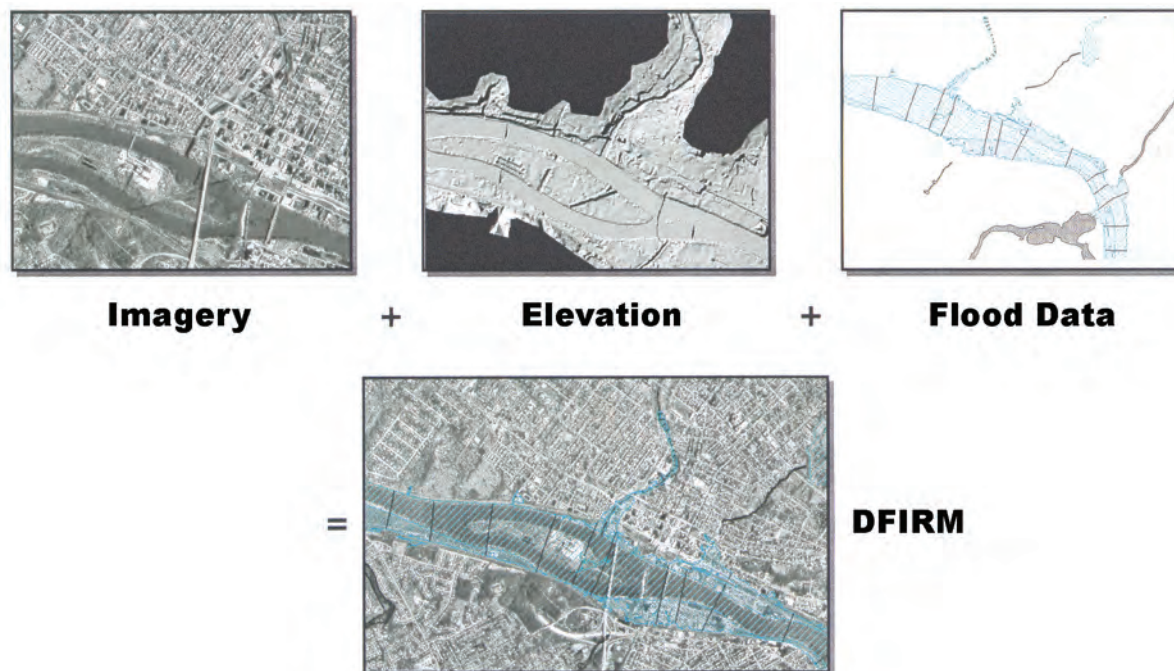 Imagery + Elevation + Flood Data
= DFIRM